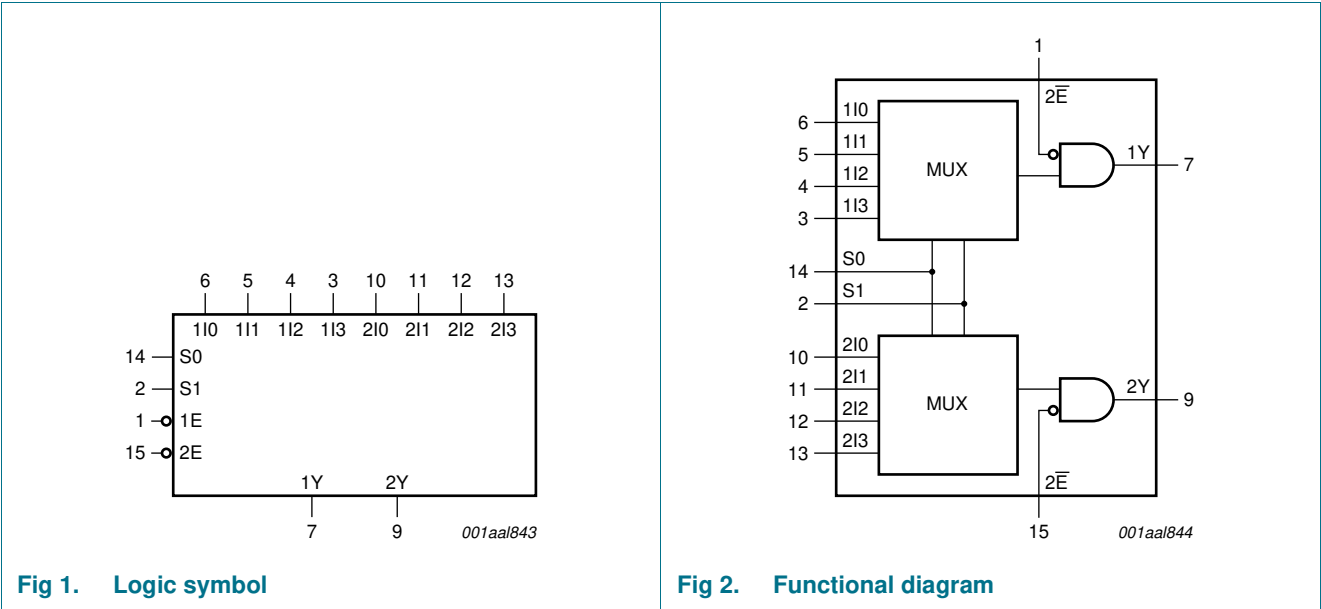 6 5 4 3 10 11 12 13
1I0 1I1 1I2 1I3 2I0 2I1 2I2 2I3
14 S0
2 S1
1 1E
15 2E
1Y 2Y
7 9
001aal843
Fig 1. Logic symbol
1
2E̅
6 1I0
5 1I1
4 1I2
3 1I3
MUX
1Y 7
14 S0
2 S1
10 2I0
11 2I1
12 2I2
13 2I3
MUX
2Y 9
2E̅
15
001aal844
Fig 2. Functional diagram